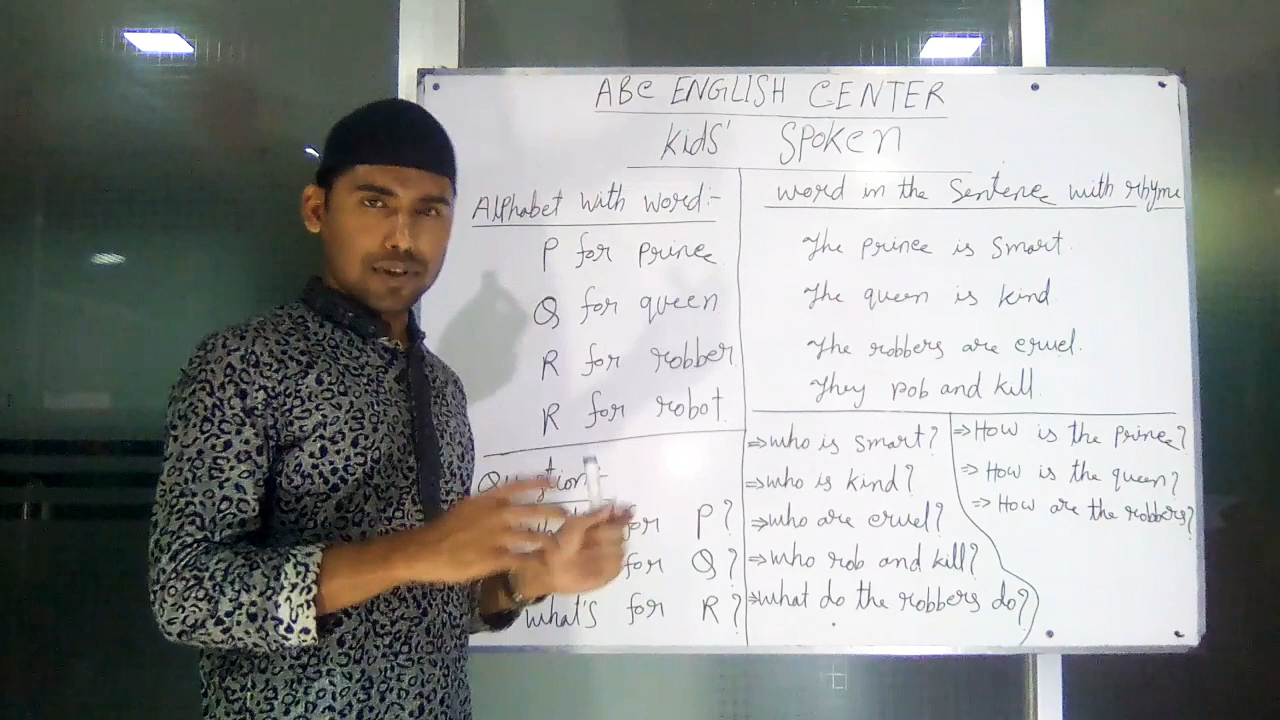 ABC ENGLISH CENTER
Kids' SPOKEN
Alphabet with word:-
P for prince
Q for queen
R for robber
R for robot.
Question:-
for P?
for Q?
what's for R?
word in the Sentence with rhyme
The prince is smart.
The queen is kind.
The robbers are cruel.
They pob and kill.
⇒who is smart?
⇒who is kind?
⇒who are cruel?
⇒who rob and kill?
⇒what do the robbers do?
⇒How is the prince?
⇒ How is the queen?
⇒ How are the robbers?